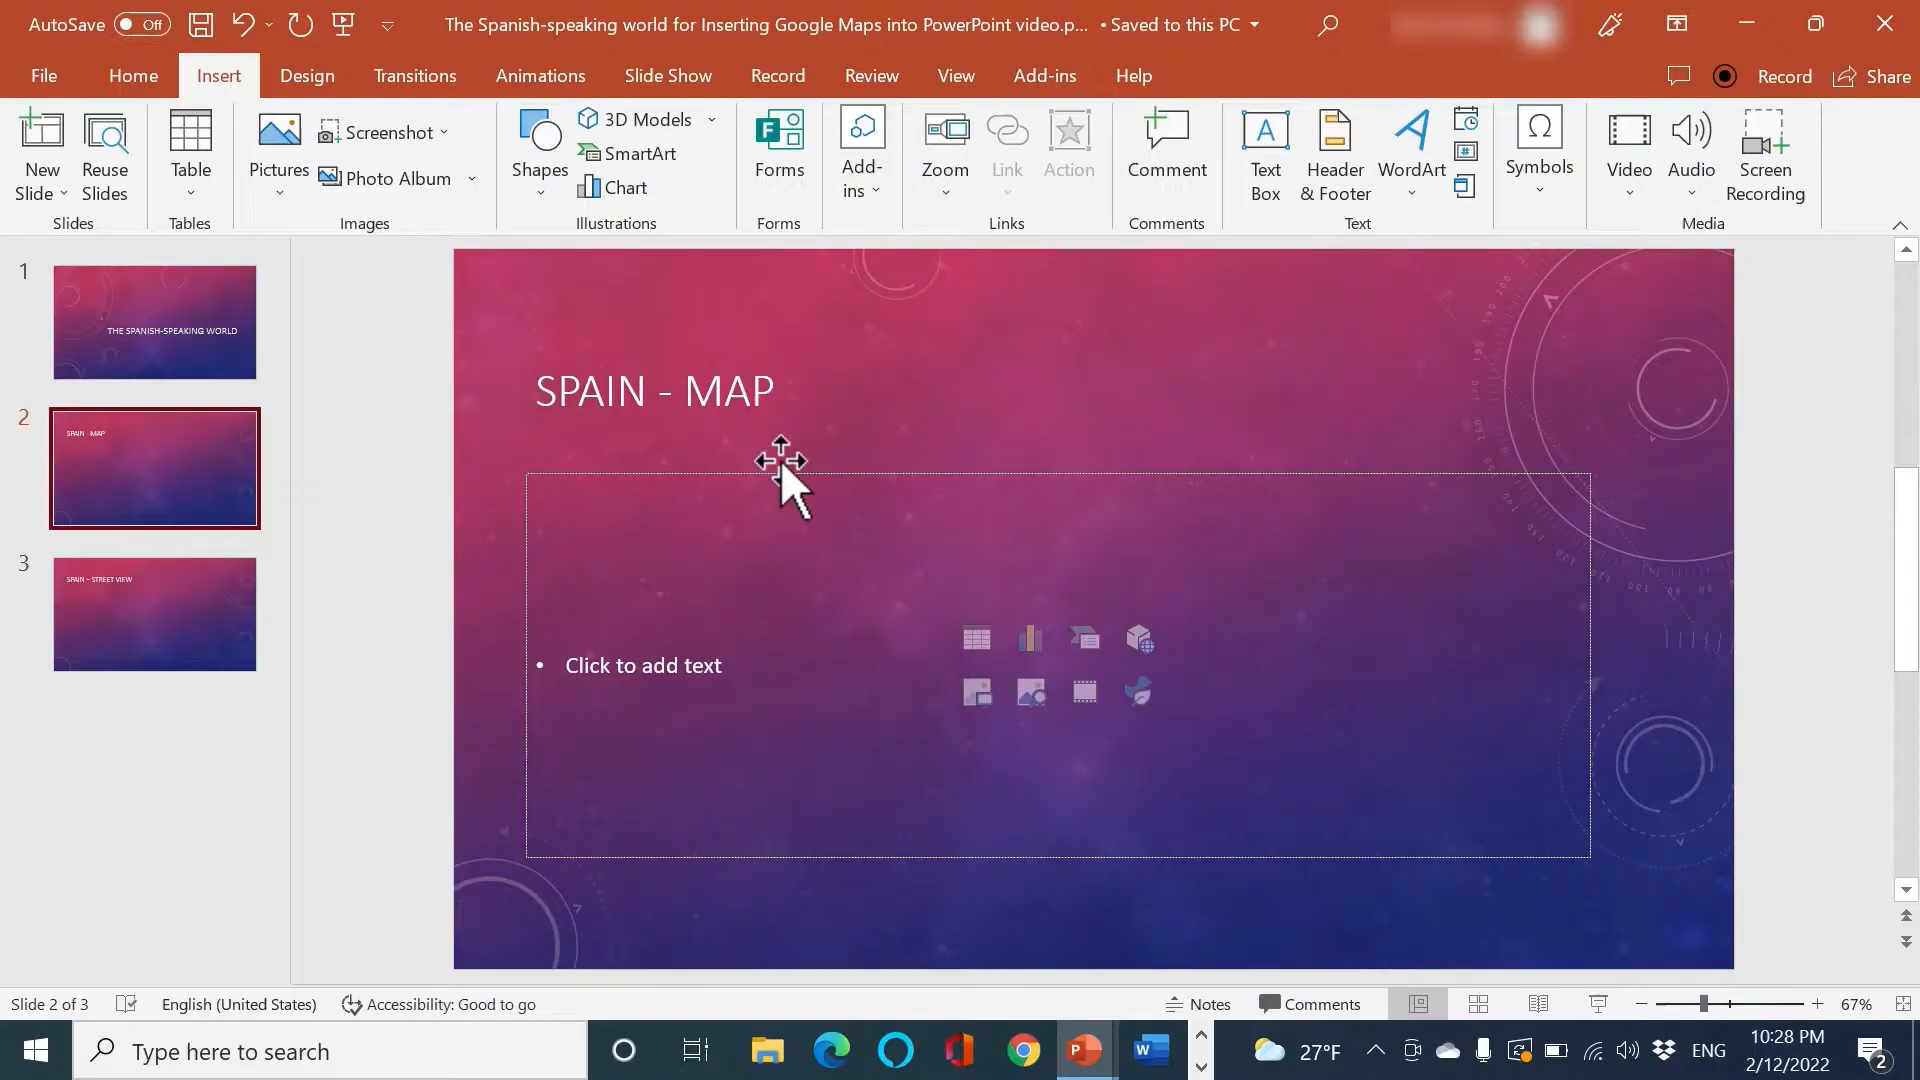 AutoSave Off
The Spanish-speaking world for Inserting Google Maps into PowerPoint video.p... • Saved to this PC
File Home Insert Design Transitions Animations Slide Show Record Review View Add-ins Help
Record Share
New Slide
Reuse Slides
Slides
Table
Tables
Pictures
Screenshot
Photo Album
Images
Shapes
3D Models
SmartArt
Chart
Illustrations
Forms
Forms
Add-ins
Zoom
Link
Action
Links
Comment
Comments
Text Box
Header & Footer
WordArt
Text
Symbols
Video
Audio
Screen Recording
Media
1
THE SPANISH-SPEAKING WORLD
2
SPAIN - MAP
3
SPAIN – STREET VIEW
SPAIN - MAP
• Click to add text
Slide 2 of 3 English (United States) Accessibility: Good to go
Notes Comments 67%
Type here to search
27°F
ENG
10:28 PM
2/12/2022
2